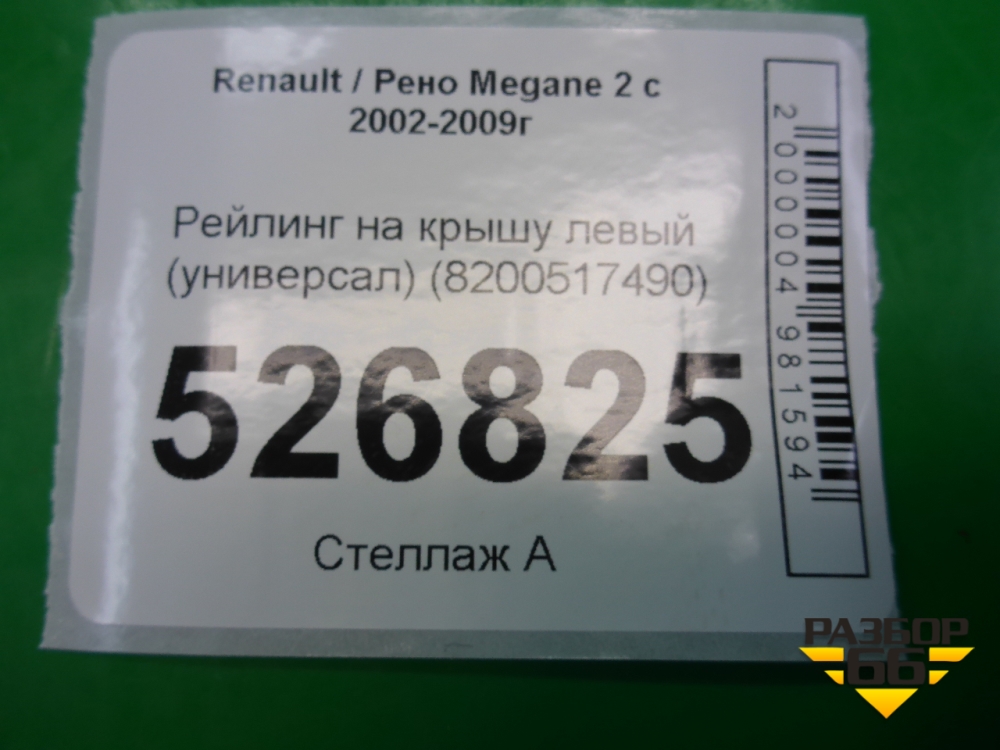 Renault / Рено Megane 2 с
2002-2009г
Рейлинг на крышу левый
(универсал) (8200517490)
526825
Стеллаж А
2000004981594
РАЗБОР
66